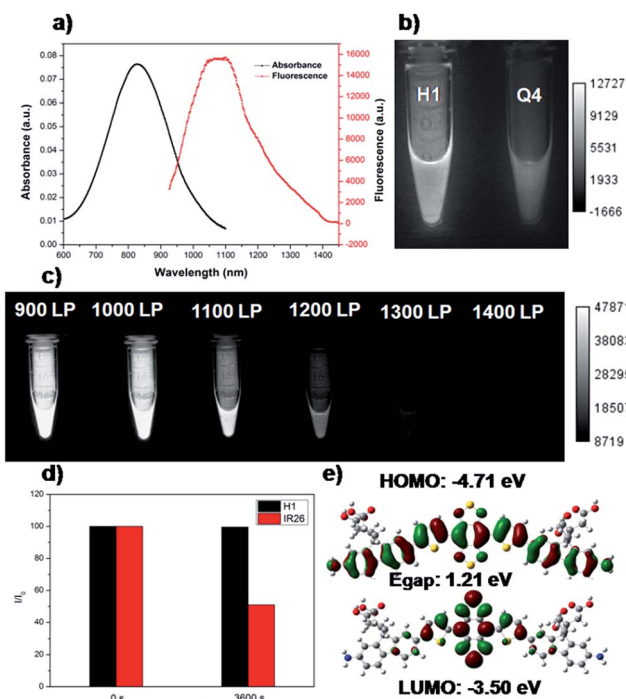 a)
0.08
0.07
0.06
0.05
0.04
0.03
0.02
0.01
0.00
Absorbance (a.u.)
Absorbance
Fluorescence
16000
14000
12000
10000
8000
6000
4000
2000
0
-2000
Fluorescence (a.u.)
600 700 800 900 1000 1100 1200 1300 1400
Wavelength (nm)
b)
H1 Q4
12727
9129
5531
1933
-1666
c)
900 LP 1000 LP 1100 LP 1200 LP 1300 LP 1400 LP
47871
38083
28295
18507
8719
d)
120
100
80
60
40
20
0
I/I0
H1
IR26
0 s 3600 s
e)
HOMO: -4.71 eV
Egap: 1.21 eV
LUMO: -3.50 eV